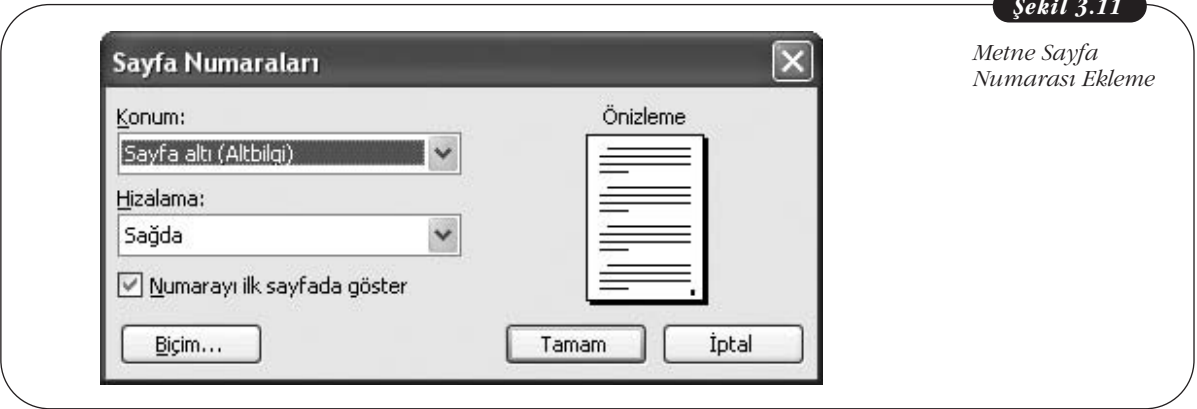 Şekil 3.11
Metne Sayfa
Numarası Ekleme
Sayfa Numaraları
Konum:
Sayfa altı (Altbilgi)
Hizalama:
Sağda
Numarayı ilk sayfada göster
Önizleme
Biçim...
Tamam
İptal